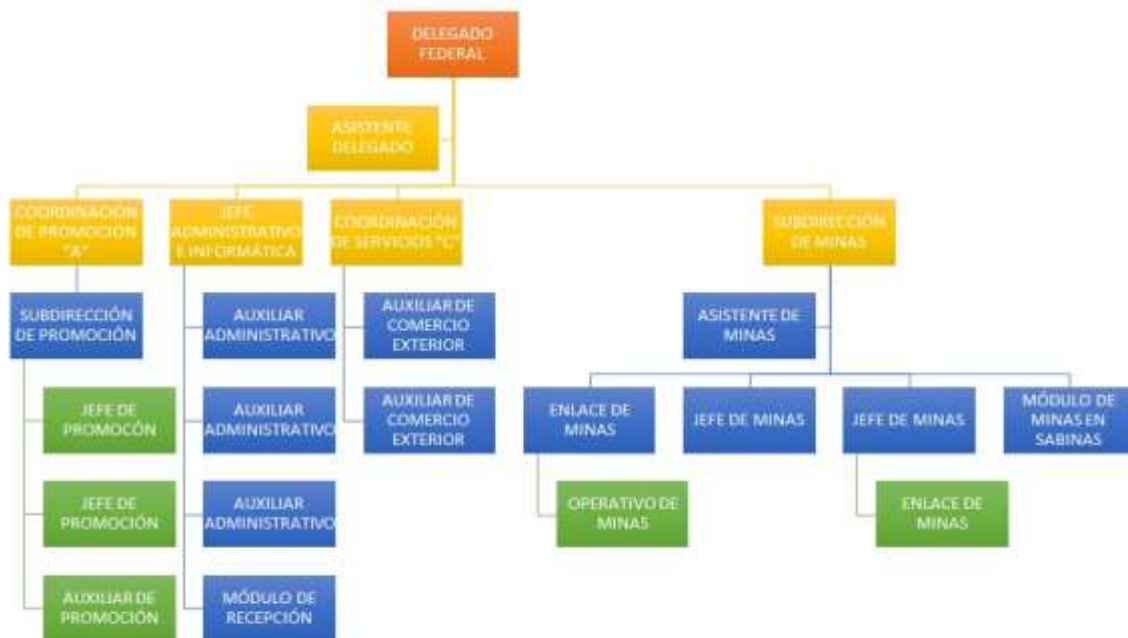 DELEGADO
FEDERAL
ASISTENTE
DELEGADO
COORDINACIÓN
DE PROMOCIÓN
"A"
JEFE
ADMINISTRATIVO
E INFORMÁTICA
COORDINACIÓN
DE SERVICIOS "C"
SUBDIRECCIÓN
DE MINAS
SUBDIRECCIÓN
DE PROMOCIÓN
AUXILIAR
ADMINISTRATIVO
AUXILIAR DE
COMERCIO
EXTERIOR
ASISTENTE DE
MINAS
JEFE DE
PROMOCÓN
AUXILIAR
ADMINISTRATIVO
AUXILIAR DE
COMERCIO
EXTERIOR
ENLACE DE
MINAS
JEFE DE MINAS
JEFE DE MINAS
MÓDULO DE
MINAS EN
SABINAS
JEFE DE
PROMOCIÓN
AUXILIAR
ADMINISTRATIVO
OPERATIVO DE
MINAS
ENLACE DE
MINAS
AUXILIAR DE
PROMOCIÓN
MÓDULO DE
RECEPCIÓN